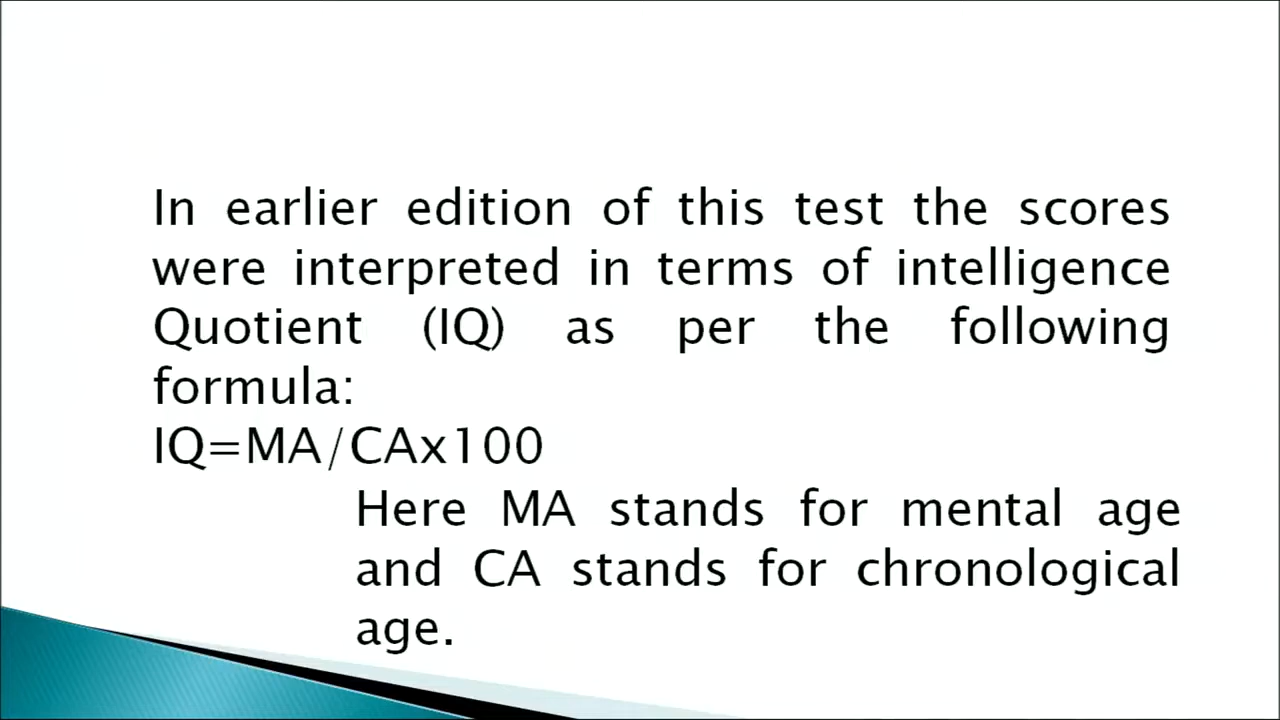 In earlier edition of this test the scores
were interpreted in terms of intelligence
Quotient (IQ) as per the following
formula:
IQ=MA/CAx100
Here MA stands for mental age
and CA stands for chronological
age.